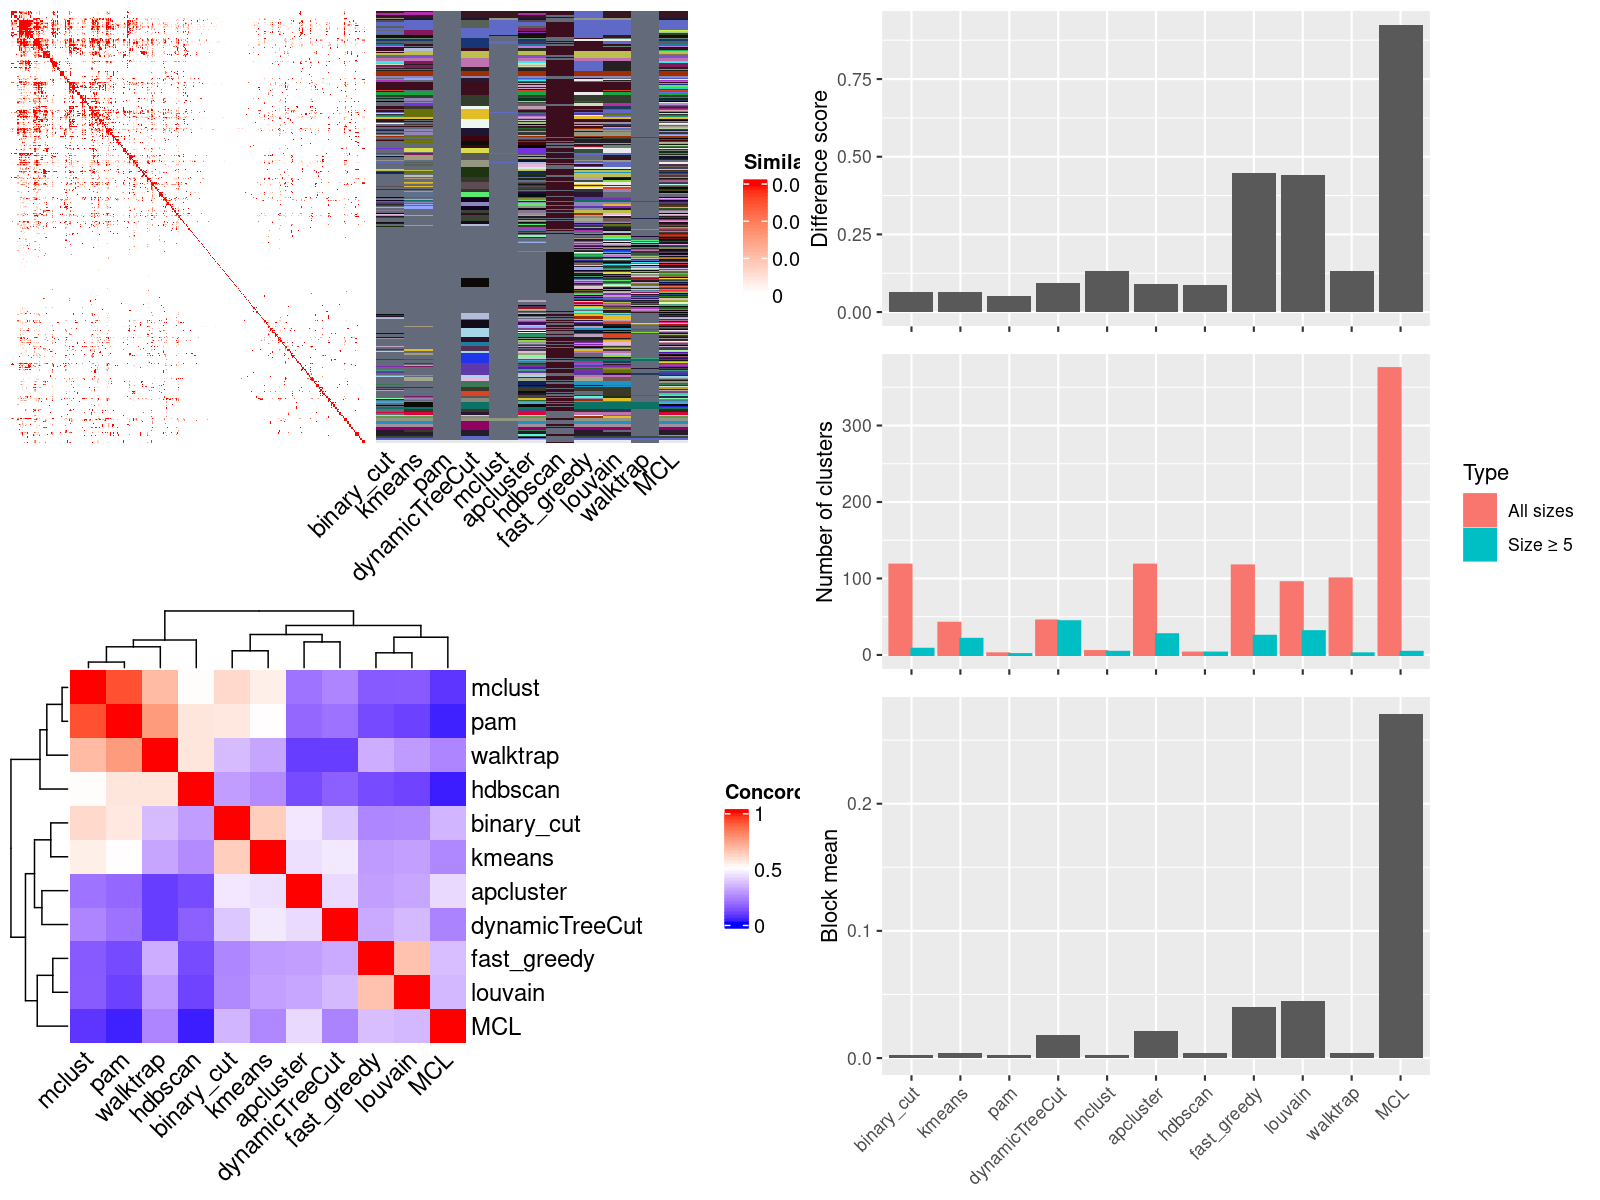 Simila
0.0
0.0
0.0
0
binary_cut
kmeans
pam
dynamicTreeCut
mclust
apcluster
hdbscan
fast_greedy
louvain
walktrap
MCL
Difference score
0.75
0.50
0.25
0.00
Number of clusters
300
200
100
0
Type
All sizes
Size ≥ 5
mclust
pam
walktrap
hdbscan
binary_cut
kmeans
apcluster
dynamicTreeCut
fast_greedy
louvain
MCL
mclust
pam
walktrap
hdbscan
binary_cut
kmeans
apcluster
dynamicTreeCut
fast_greedy
louvain
MCL
Concord
1
0.5
0
Block mean
0.2
0.1
0.0
binary_cut
kmeans
pam
dynamicTreeCut
mclust
apcluster
hdbscan
fast_greedy
louvain
walktrap
MCL